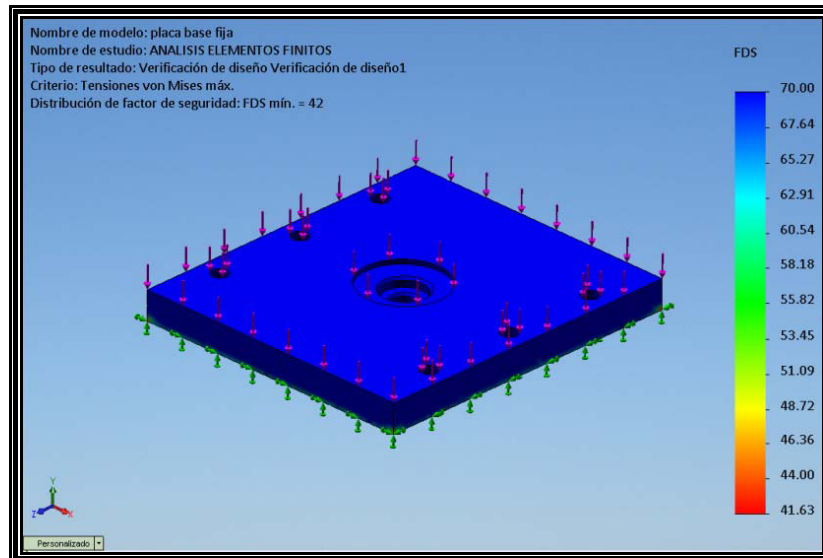 Nombre de modelo: placa base fija
Nombre de estudio: ANALISIS ELEMENTOS FINITOS
Tipo de resultado: Verificación de diseño Verificación de diseño1
Criterio: Tensiones von Mises máx.
Distribución de factor de seguridad: FDS mín. = 42
FDS
70.00
67.64
65.27
62.91
60.54
58.18
55.82
53.45
51.09
48.72
46.36
44.00
41.63
Y
Z
X
Personalizado